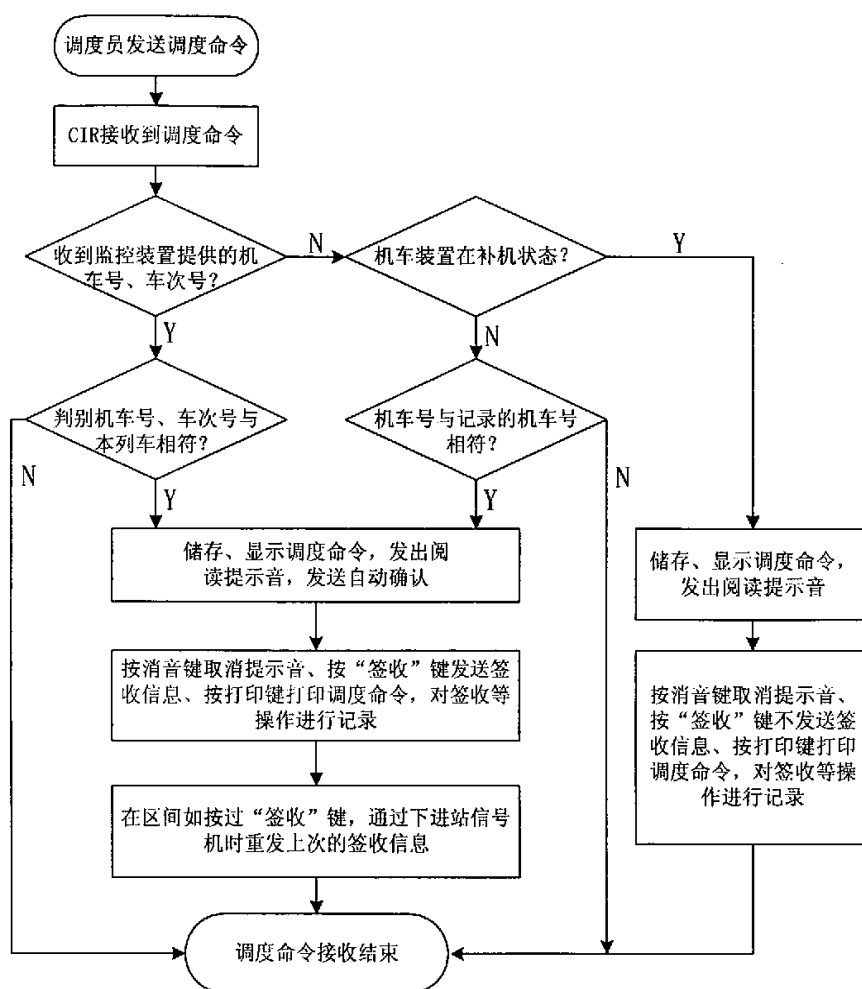 调度员发送调度命令
CIR接收到调度命令
收到监控装置提供的机
车号、车次号？
N
机车装置在补机状态？
Y
Y
N
判别机车号、车次号与
本列车相符？
机车号与记录的机车号
相符？
N
Y
Y
N
储存、显示调度命令，发出阅
读提示音，发送自动确认
储存、显示调度命令，
发出阅读提示音
按消音键取消提示音、按“签收”键发送签
收信息、按打印键打印调度命令，对签收等
操作进行记录
按消音键取消提示音、
按“签收”键不发送签
收信息、按打印键打印
调度命令，对签收等操
作进行记录
在区间如按过“签收”键，通过下进站信号
机时重发上次的签收信息
调度命令接收结束